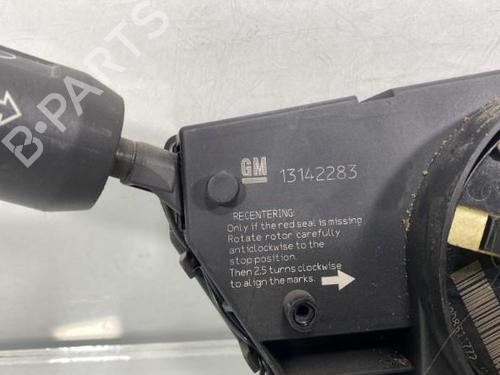 B-PARTS
GM 13142283
RECENTERING:
Only if the red seal is missing
Rotate rotor carefully
anticlockwise to the
stop position.
Then 2.5 turns clockwise
to align the marks.